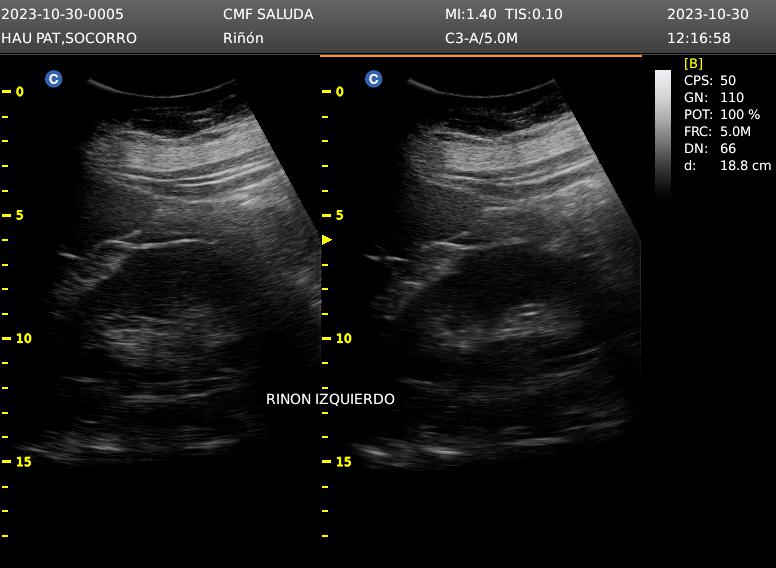 2023-10-30-0005 CMF SALUDA MI:1.40 TIS:0.10 2023-10-30
HAU PAT,SOCORRO Riñón C3-A/5.0M 12:16:58
C C [B]
0 0 CPS: 50
GN: 110
POT: 100 %
FRC: 5.0M
DN: 66
d: 18.8 cm
5 5
10 10
RINON IZQUIERDO
15 15